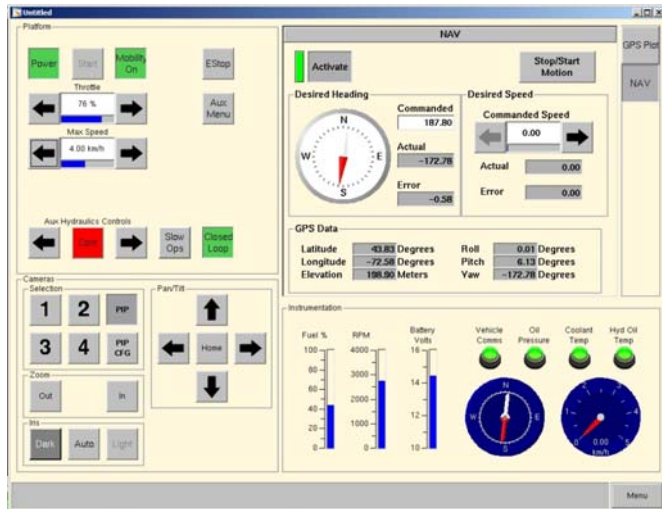 Untitled
Platform
Power
Start
Mobility On
EStop
Throttle
76 %
Aux Menu
Max Speed
4.00 km/h
Aux Hydraulics Controls
Slow Ops
Closed Loop
Cameras
Selection
1 2 PIP
3 4 PIP CFG
Pan/Tilt
Home
Zoom
Out In
Iris
Dark Auto Light
NAV
GPS Plot
NAV
Activate
Stop/Start Motion
Desired Heading
N
W E
S
Commanded
187.80
Actual
-172.78
Error
-0.58
Desired Speed
Commanded Speed
0.00
Actual 0.00
Error 0.00
GPS Data
Latitude 43.83 Degrees Roll 0.01 Degrees
Longitude -72.58 Degrees Pitch 6.13 Degrees
Elevation 198.90 Meters Yaw -172.78 Degrees
Instrumentation
Fuel %
100
80
60
40
20
0
RPM
4000
3000
2000
1000
0
Battery Volts
16
14
12
10
Vehicle Comms
Oil Pressure
Coolant Temp
Hyd Oil Temp
N
W E
S
0 1 2 3 4 5
0.00
km/h
Menu